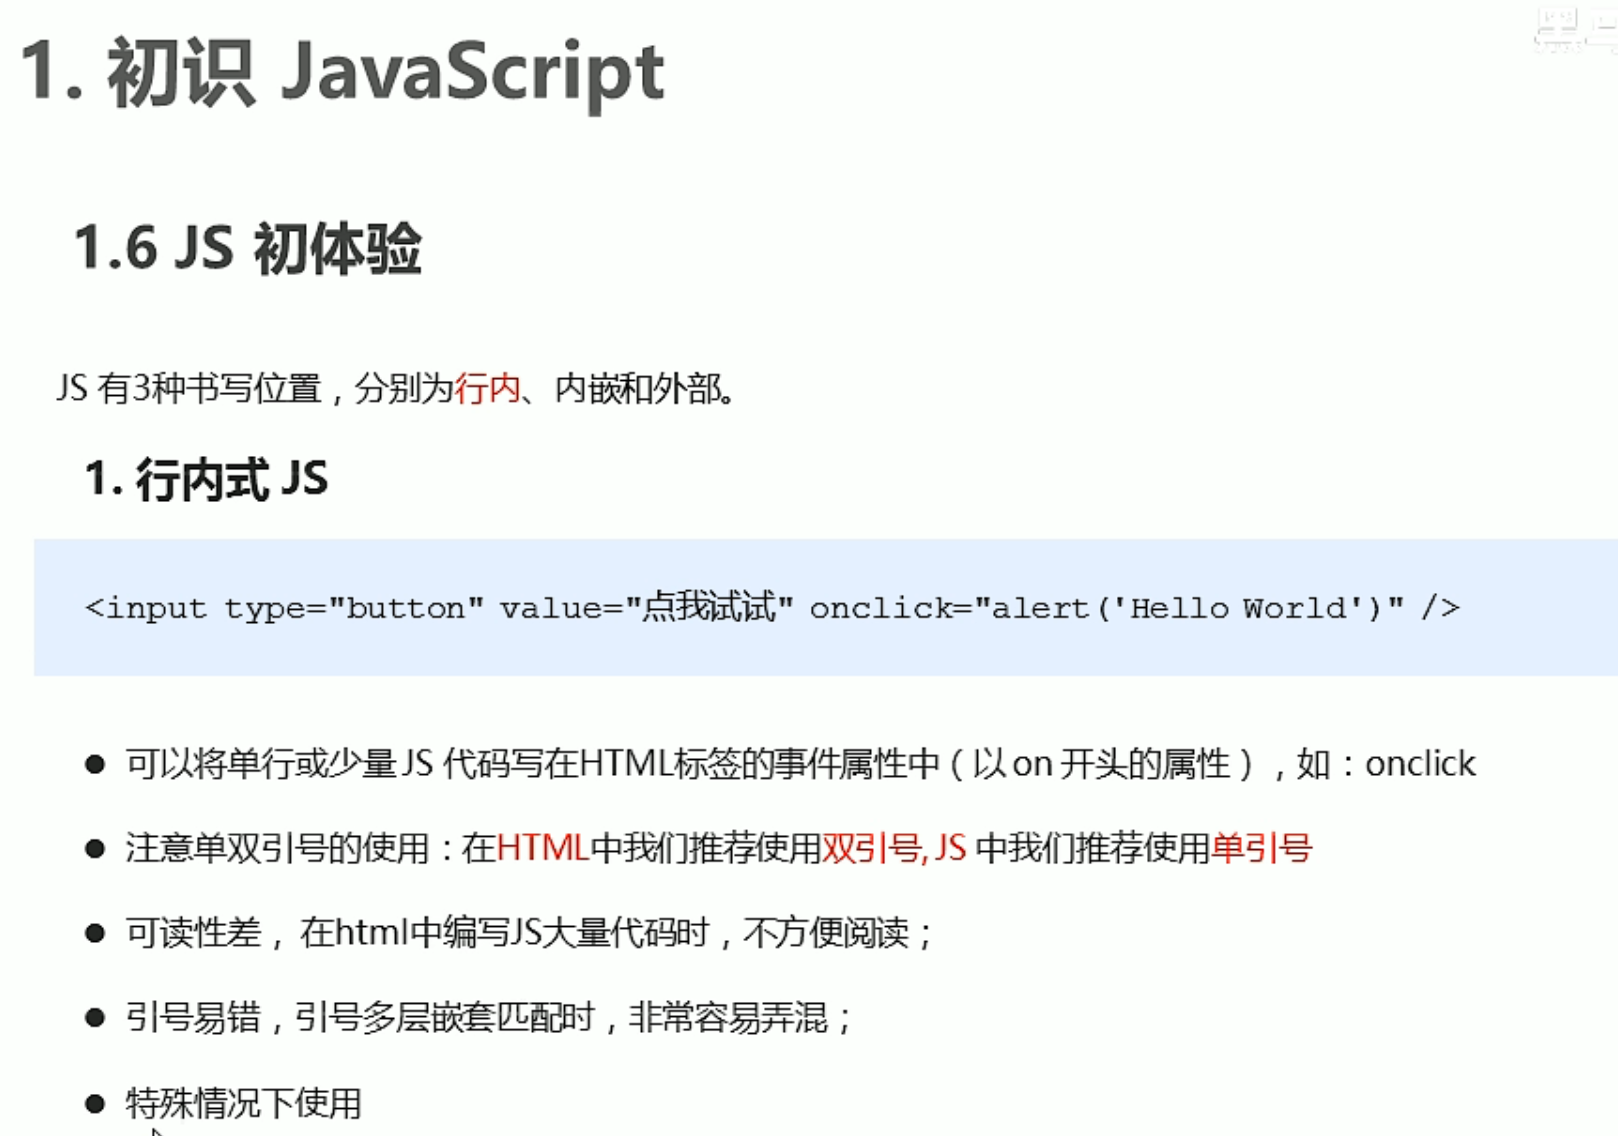 1. 初识 JavaScript
1.6 JS 初体验
JS 有3种书写位置，分别为行内、内嵌和外部。
1. 行内式 JS
<input type="button" value="点我试试" onclick="alert('Hello World')" />
● 可以将单行或少量 JS 代码写在HTML标签的事件属性中（以 on 开头的属性），如：onclick
● 注意单双引号的使用：在HTML中我们推荐使用双引号, JS 中我们推荐使用单引号
● 可读性差， 在html中编写JS大量代码时，不方便阅读；
● 引号易错，引号多层嵌套匹配时，非常容易弄混；
● 特殊情况下使用